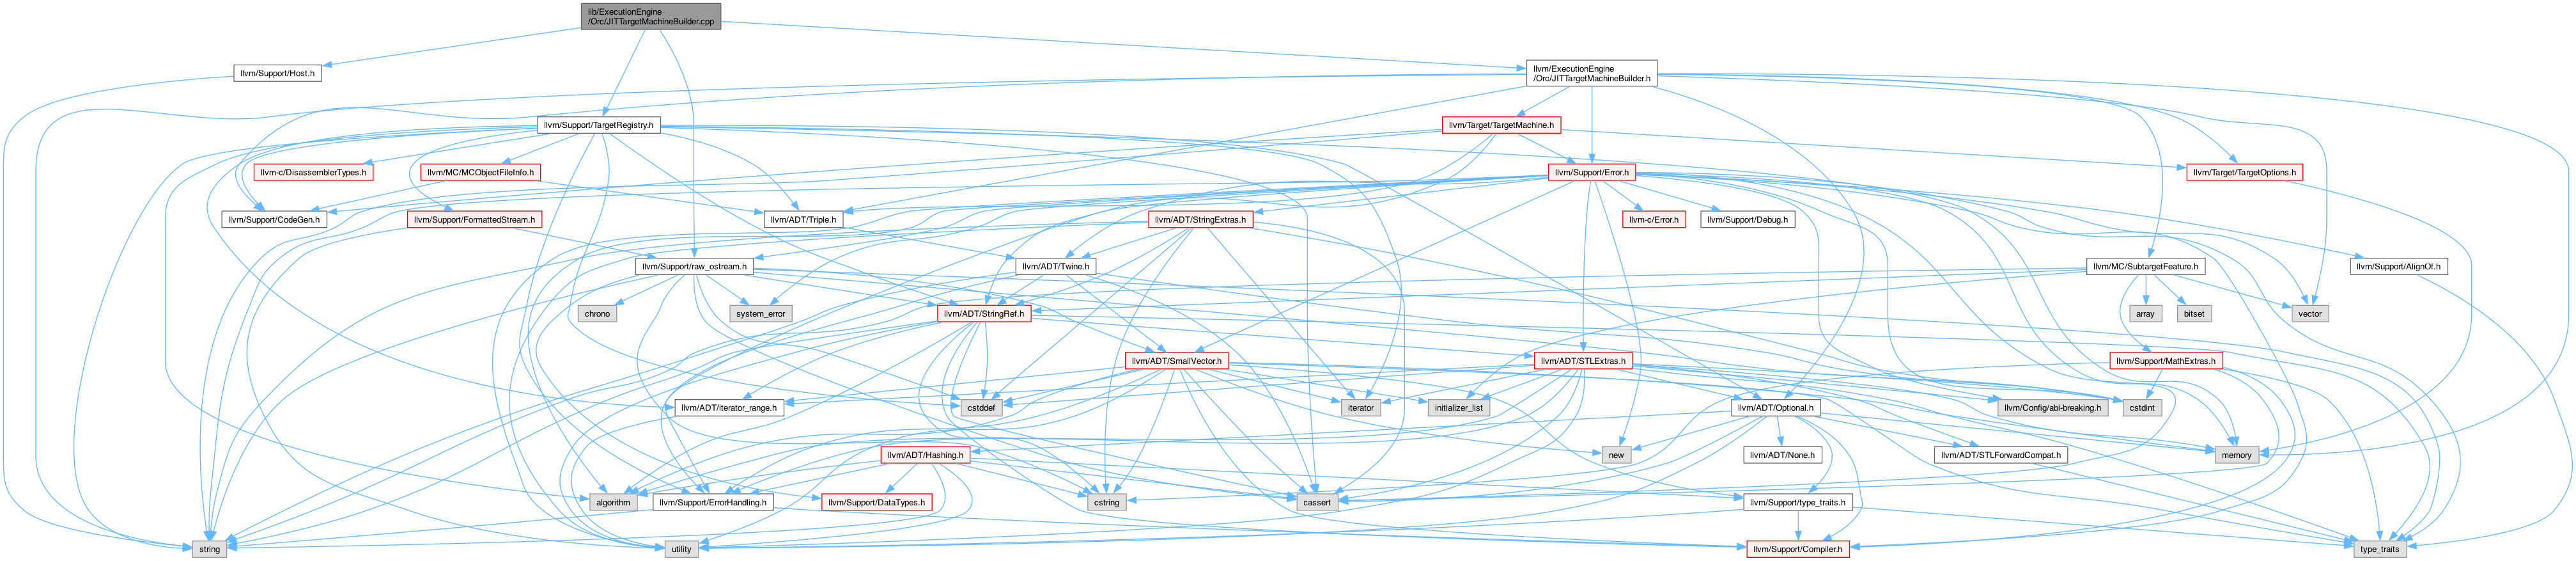 lib/ExecutionEngine
/Orc/JITTargetMachineBuilder.cpp
llvm/Support/Host.h
llvm/ExecutionEngine
/Orc/JITTargetMachineBuilder.h
llvm/Support/TargetRegistry.h
llvm/Target/TargetMachine.h
llvm-c/DisassemblerTypes.h
llvm/MC/MCObjectFileInfo.h
llvm/Support/Error.h
llvm/Target/TargetOptions.h
llvm/Support/CodeGen.h
llvm/Support/FormattedStream.h
llvm/ADT/Triple.h
llvm/ADT/StringExtras.h
llvm-c/Error.h
llvm/Support/Debug.h
llvm/Support/raw_ostream.h
llvm/ADT/Twine.h
llvm/MC/SubtargetFeature.h
llvm/Support/AlignOf.h
chrono
system_error
llvm/ADT/StringRef.h
array
bitset
vector
llvm/ADT/SmallVector.h
llvm/ADT/STLExtras.h
llvm/Support/MathExtras.h
llvm/ADT/iterator_range.h
cstddef
iterator
initializer_list
llvm/ADT/Optional.h
llvm/Config/abi-breaking.h
cstdint
llvm/ADT/Hashing.h
new
llvm/ADT/None.h
llvm/ADT/STLForwardCompat.h
memory
algorithm
llvm/Support/ErrorHandling.h
llvm/Support/DataTypes.h
cstring
cassert
llvm/Support/type_traits.h
string
utility
llvm/Support/Compiler.h
type_traits